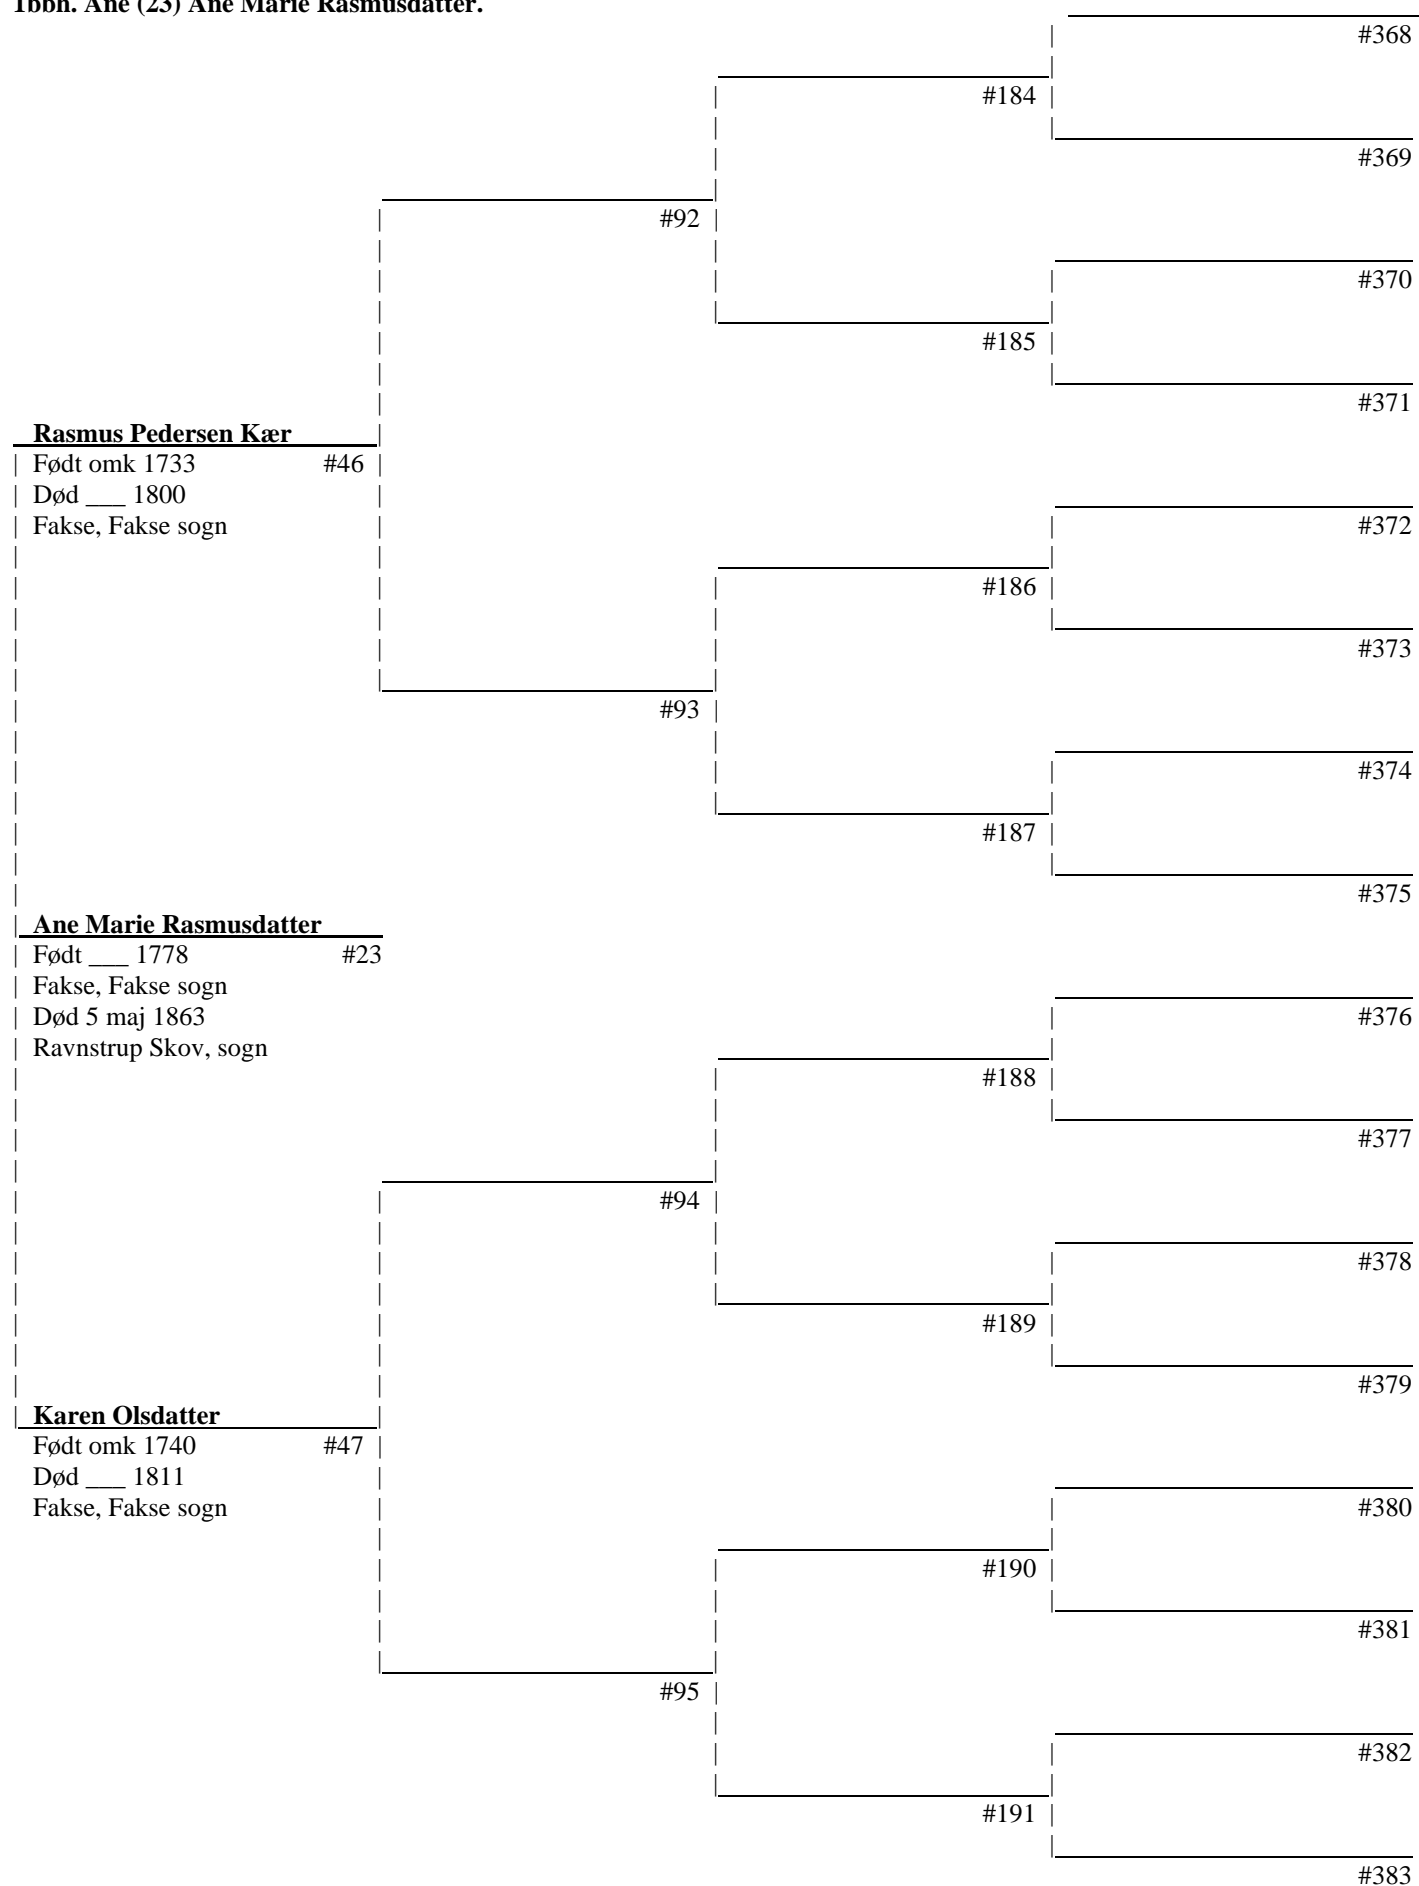 1bbh. Ane (23) Ane Marie Rasmusdatter.
#368
#184
#369
#92
#370
#185
#371
Rasmus Pedersen Kær
Født omk 1733 #46
Død ___ 1800
Fakse, Fakse sogn
#372
#186
#373
#93
#374
#187
#375
Ane Marie Rasmusdatter
Født ___ 1778 #23
Fakse, Fakse sogn
Død 5 maj 1863
Ravnstrup Skov, sogn
#376
#188
#377
#94
#378
#189
#379
Karen Olsdatter
Født omk 1740 #47
Død ___ 1811
Fakse, Fakse sogn
#380
#190
#381
#95
#382
#191
#383